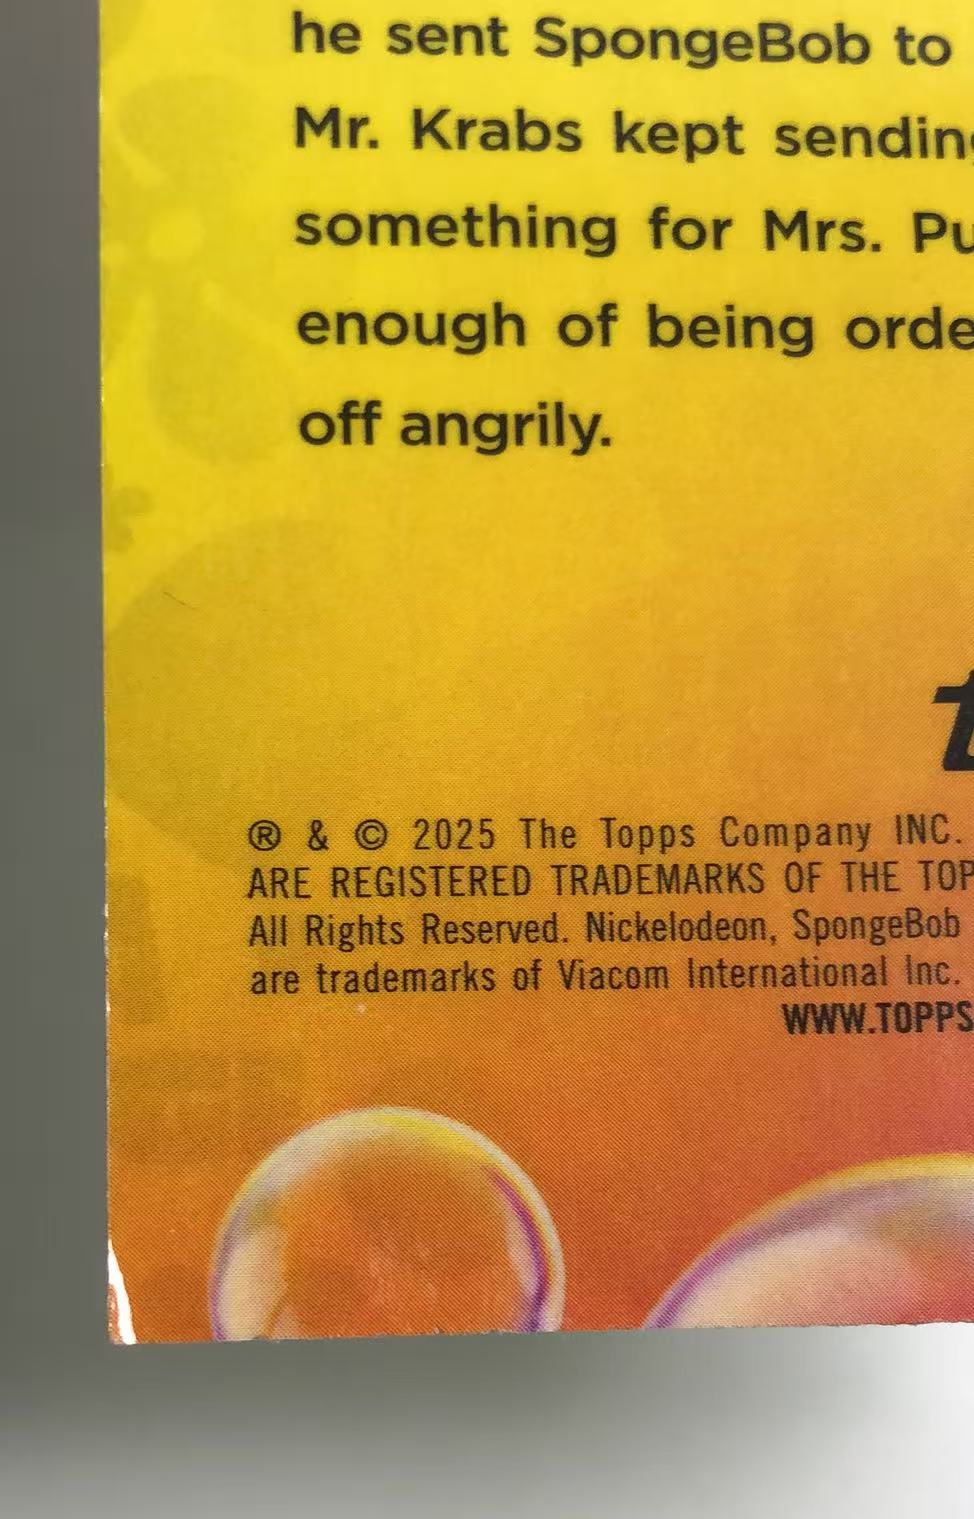 he sent SpongeBob to
Mr. Krabs kept sending
something for Mrs. Pu
enough of being orde
off angrily.
t
® & © 2025 The Topps Company INC.
ARE REGISTERED TRADEMARKS OF THE TOP
All Rights Reserved. Nickelodeon, SpongeBob
are trademarks of Viacom International Inc.
WWW.TOPPS